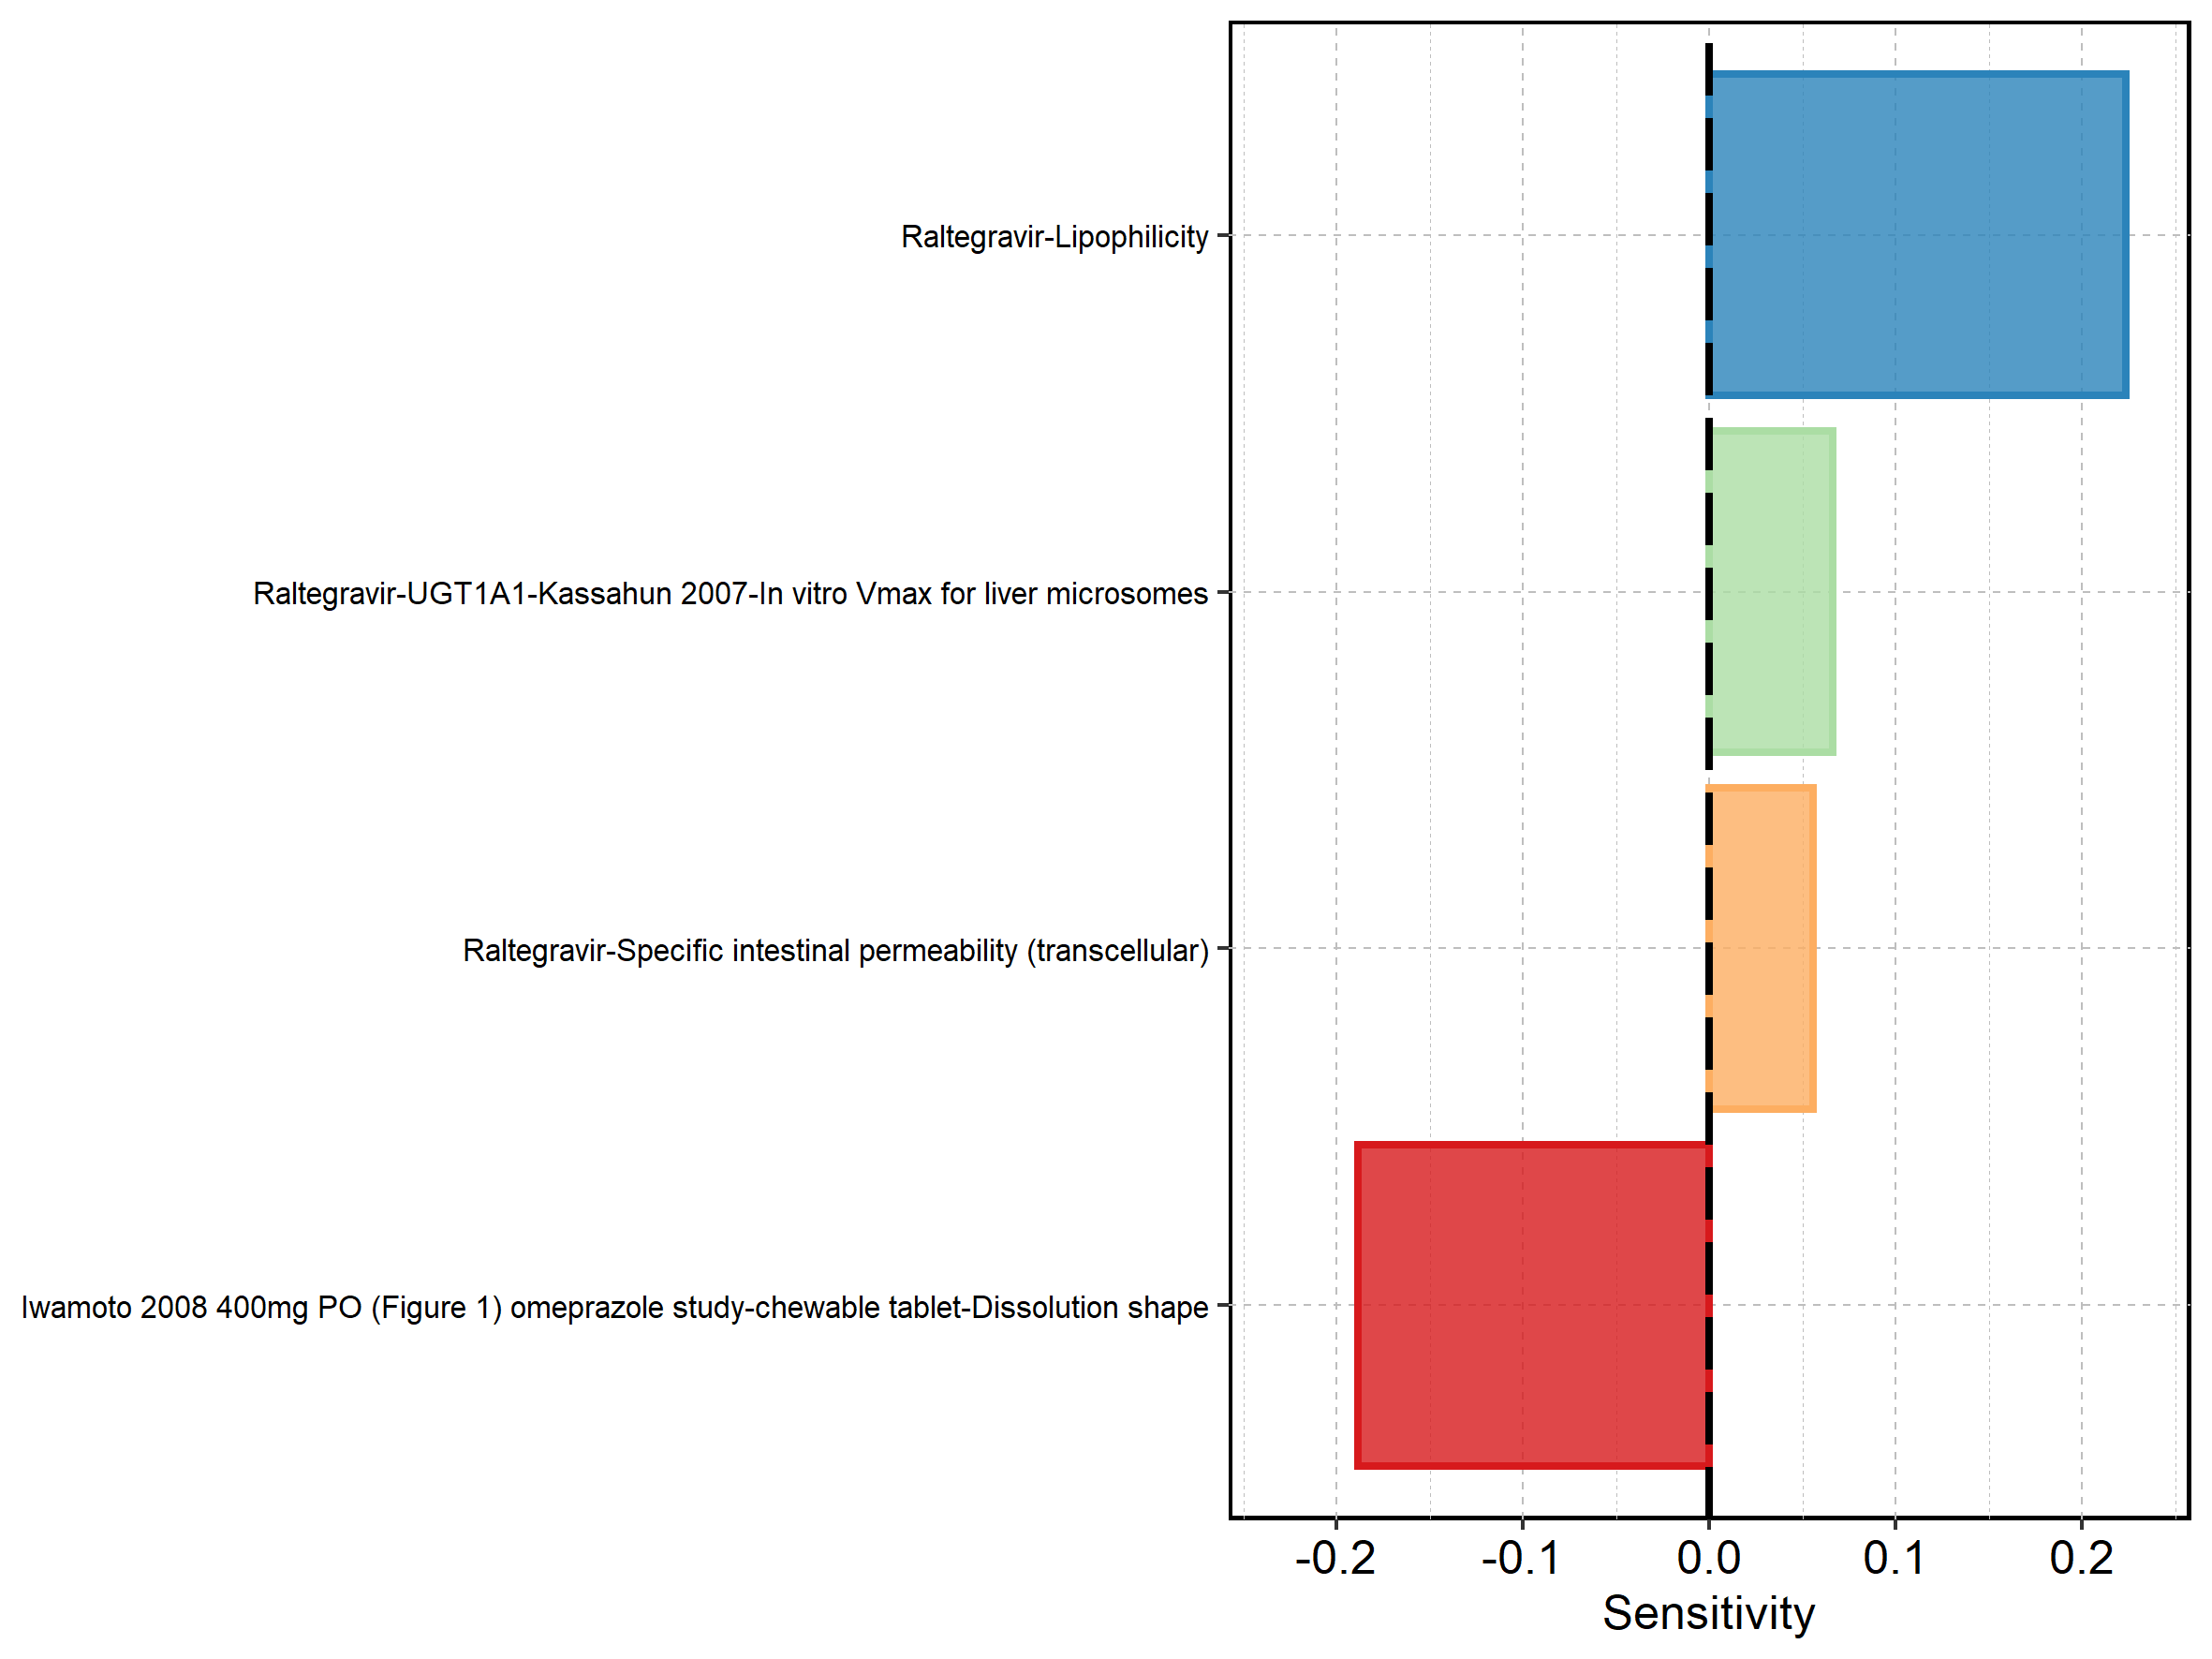 Raltegravir-Lipophilicity
Raltegravir-UGT1A1-Kassahun 2007-In vitro Vmax for liver microsomes
Raltegravir-Specific intestinal permeability (transcellular)
Iwamoto 2008 400mg PO (Figure 1) omeprazole study-chewable tablet-Dissolution shape
-0.2 -0.1 0.0 0.1 0.2
Sensitivity